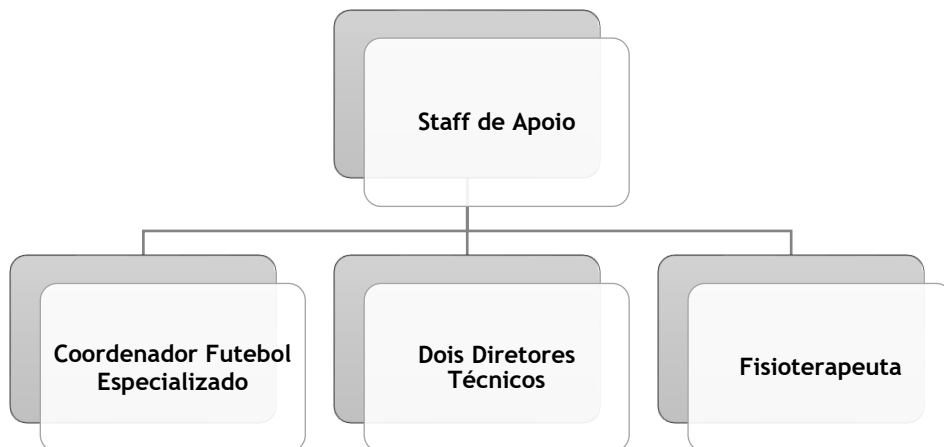 Staff de Apoio
Coordenador Futebol
Especializado
Dois Diretores
Técnicos
Fisioterapeuta